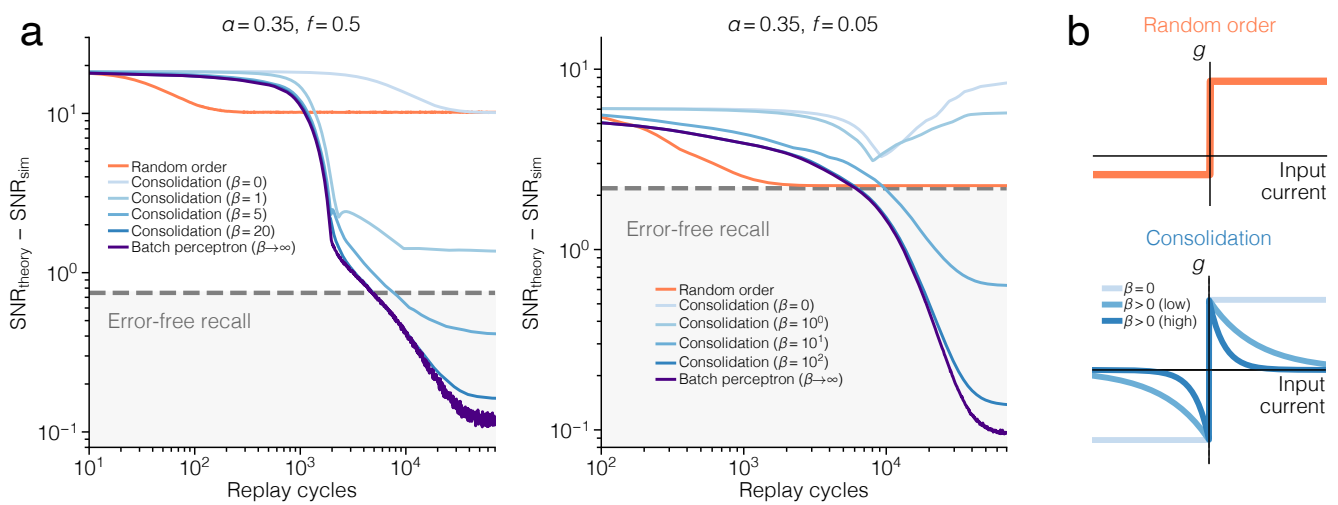 a
α = 0.35, f = 0.5
SNR_theory − SNR_sim
10^1
10^0
10^−1
Random order
Consolidation (β = 0)
Consolidation (β = 1)
Consolidation (β = 5)
Consolidation (β = 20)
Batch perceptron (β→∞)
Error-free recall
10^1
10^2
10^3
10^4
Replay cycles
α = 0.35, f = 0.05
SNR_theory − SNR_sim
10^1
10^0
10^−1
Error-free recall
Random order
Consolidation (β = 0)
Consolidation (β = 10^0)
Consolidation (β = 10^1)
Consolidation (β = 10^2)
Batch perceptron (β→∞)
10^2
10^3
10^4
Replay cycles
b
Random order
g
Input
current
Consolidation
g
β = 0
β > 0 (low)
β > 0 (high)
Input
current